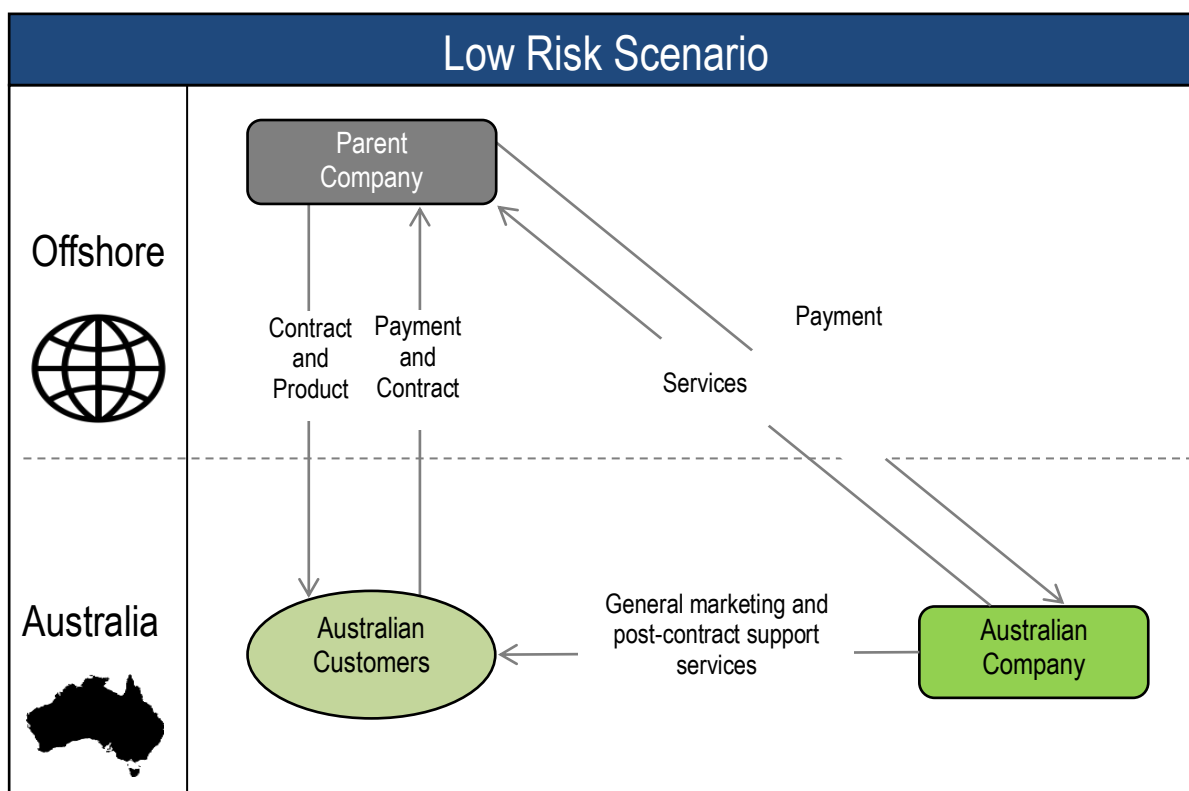 Low Risk Scenario
Parent
Company
Offshore
Contract
and
Product
Payment
and
Contract
Payment
Services
Australia
Australian
Customers
General marketing and
post-contract support
services
Australian
Company